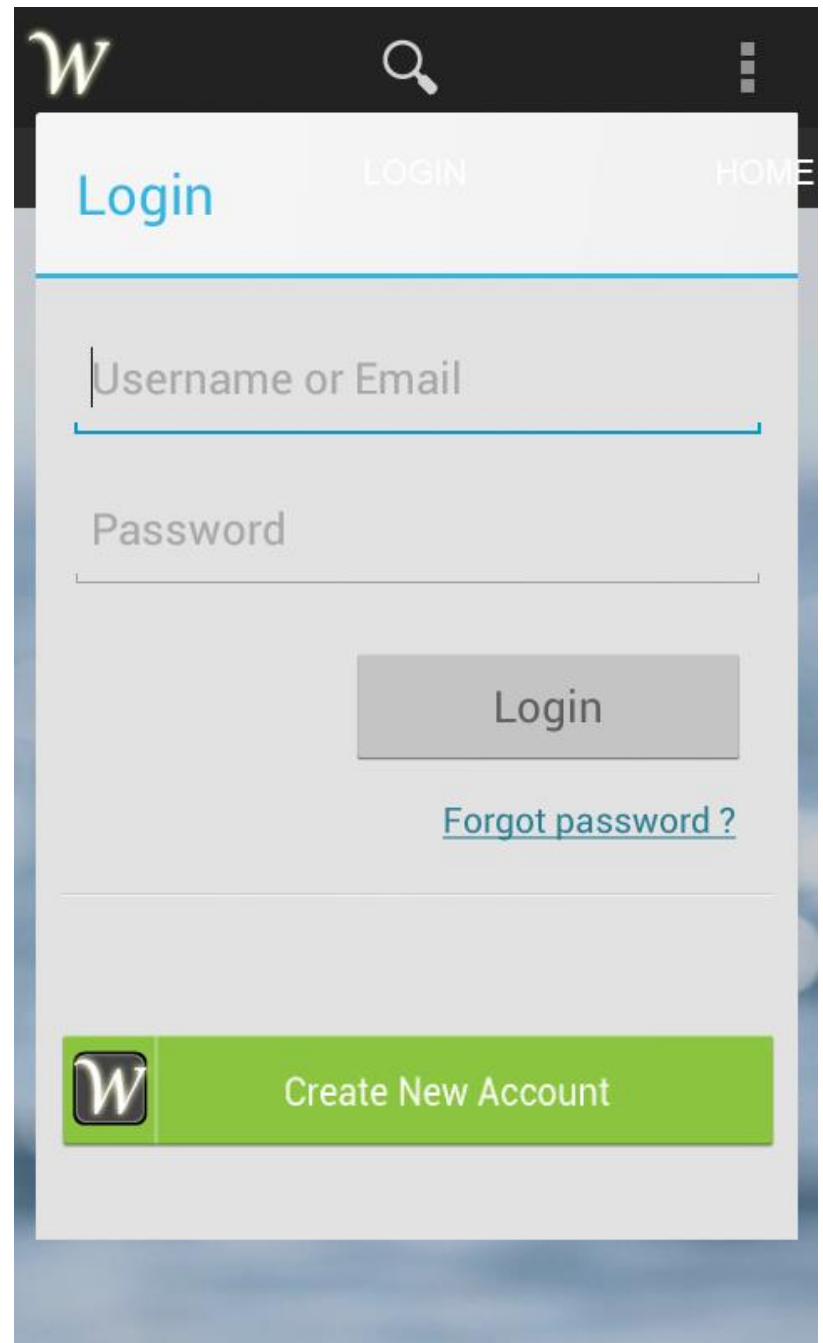 W
LOGIN HOME
Login
Username or Email
Password
Login
Forgot password ?
W Create New Account